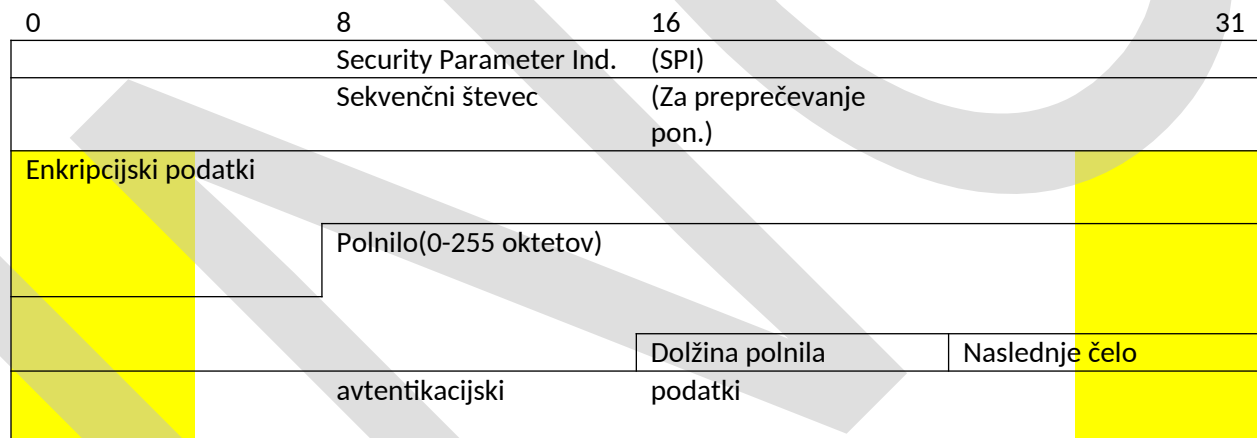 0 8 16 31
Security Parameter Ind. (SPI)
Sekvenčni števec (Za preprečevanje
pon.)
Enkripcijski podatki
Polnilo(0-255 oktetov)
Dolžina polnila Naslednje čelo
avtentikacijski podatki